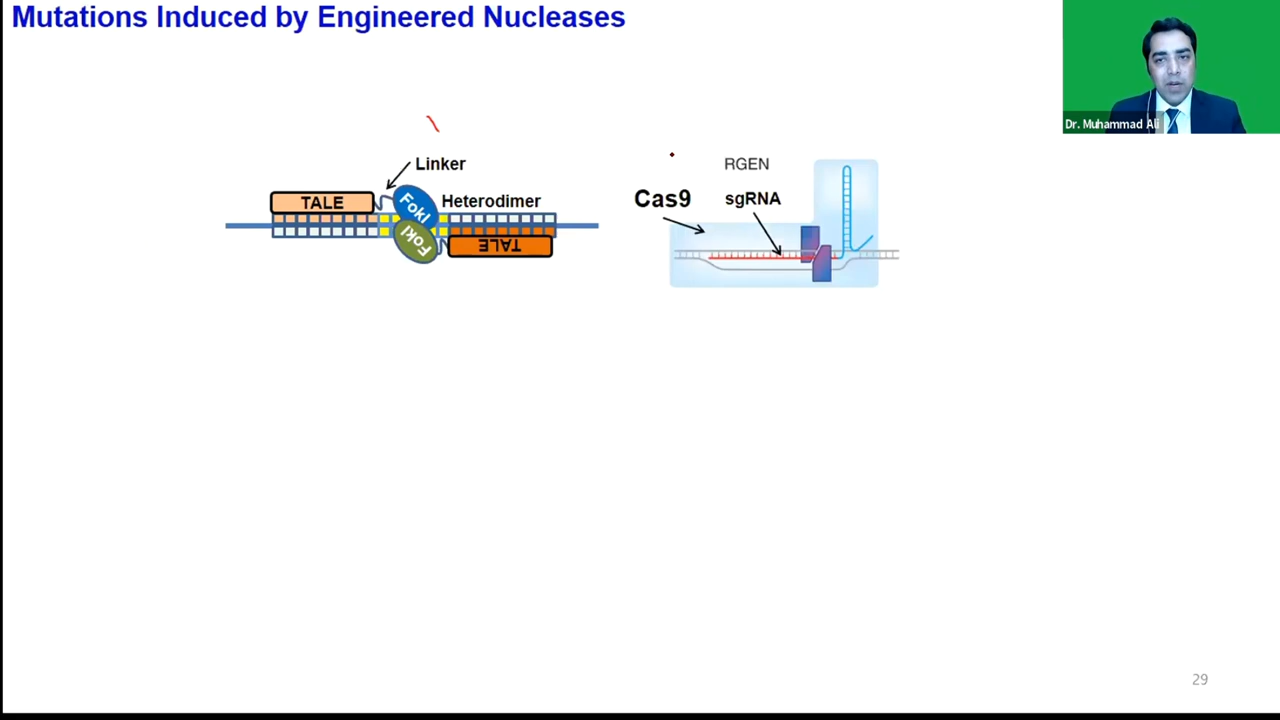 Mutations Induced by Engineered Nucleases
Dr. Muhammad Ali
Linker
TALE
FokI
Heterodimer
FokI
TALE
RGEN
Cas9
sgRNA
29